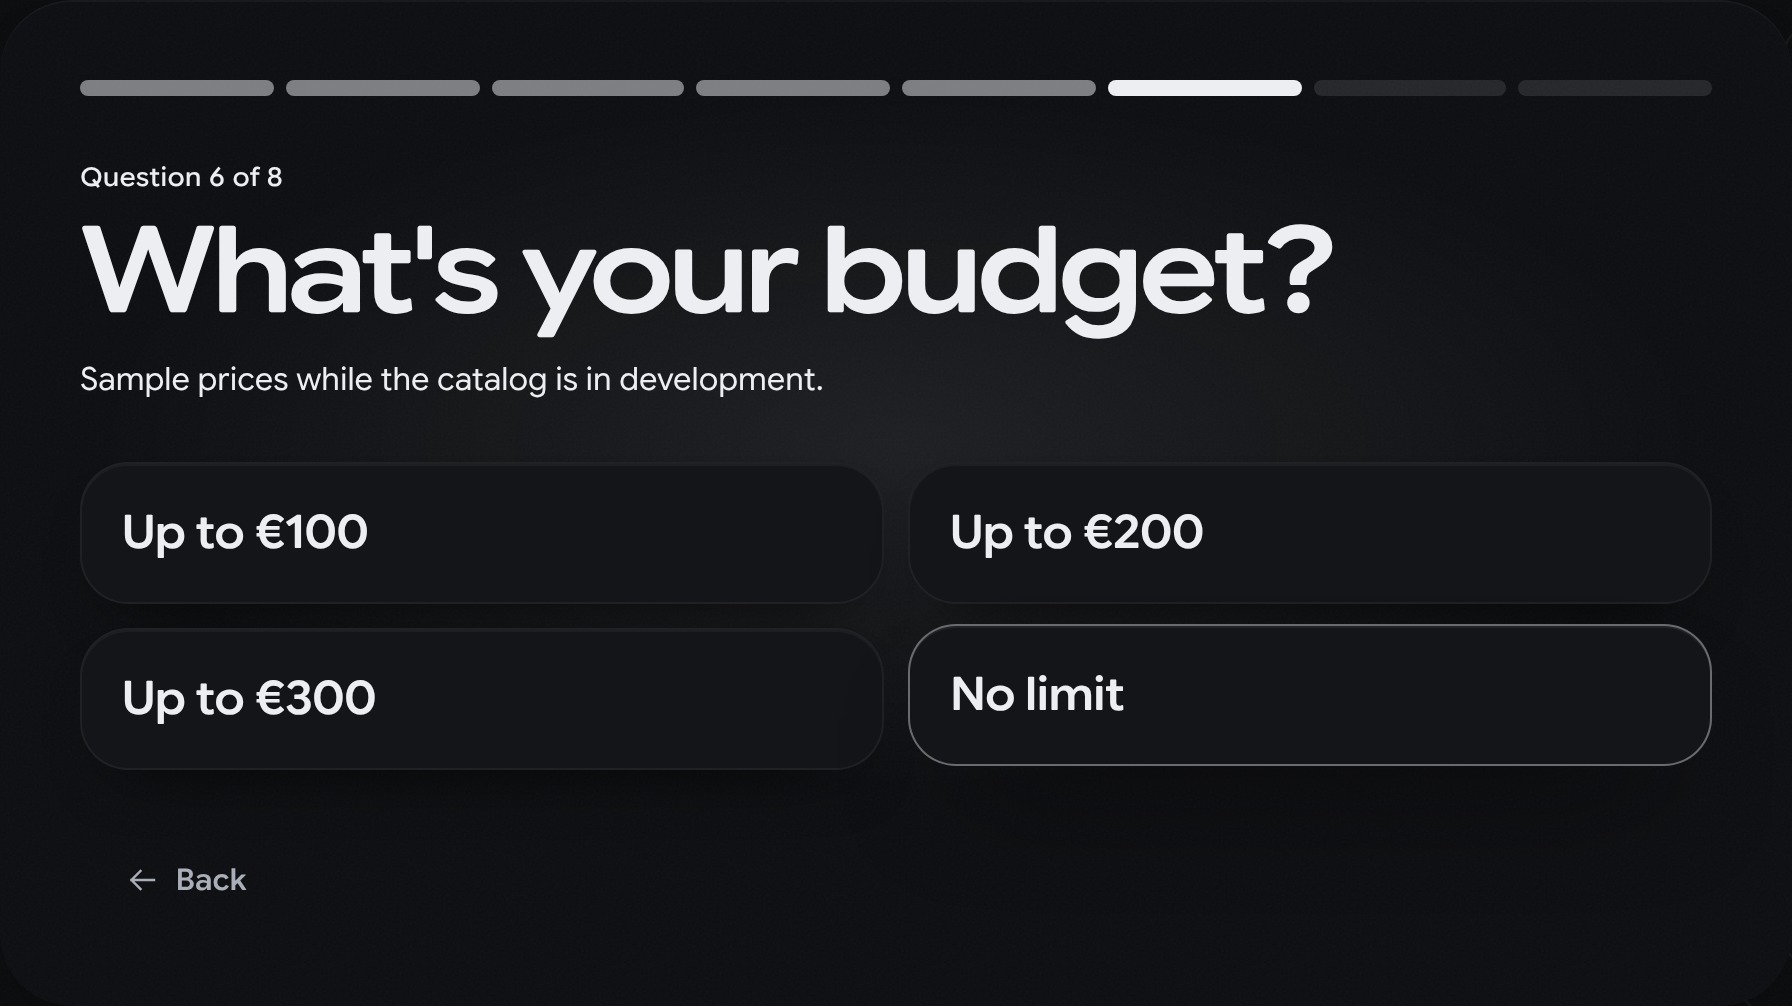 Question 6 of 8
What's your budget?
Sample prices while the catalog is in development.
Up to €100
Up to €200
Up to €300
No limit
← Back